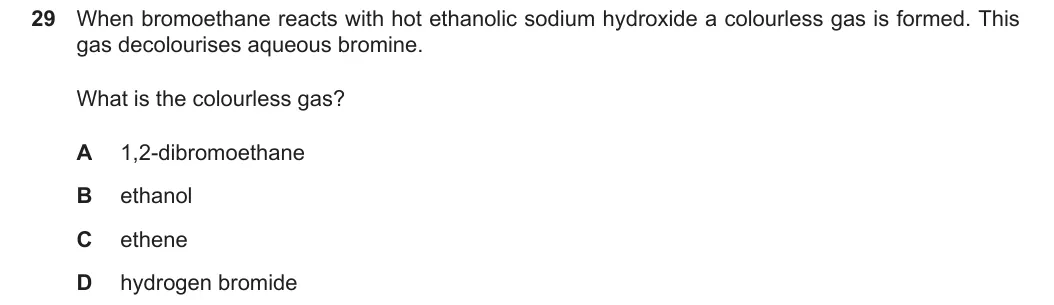 29 When bromoethane reacts with hot ethanolic sodium hydroxide a colourless gas is formed. This
gas decolourises aqueous bromine.
What is the colourless gas?
A 1,2-dibromoethane
B ethanol
C ethene
D hydrogen bromide